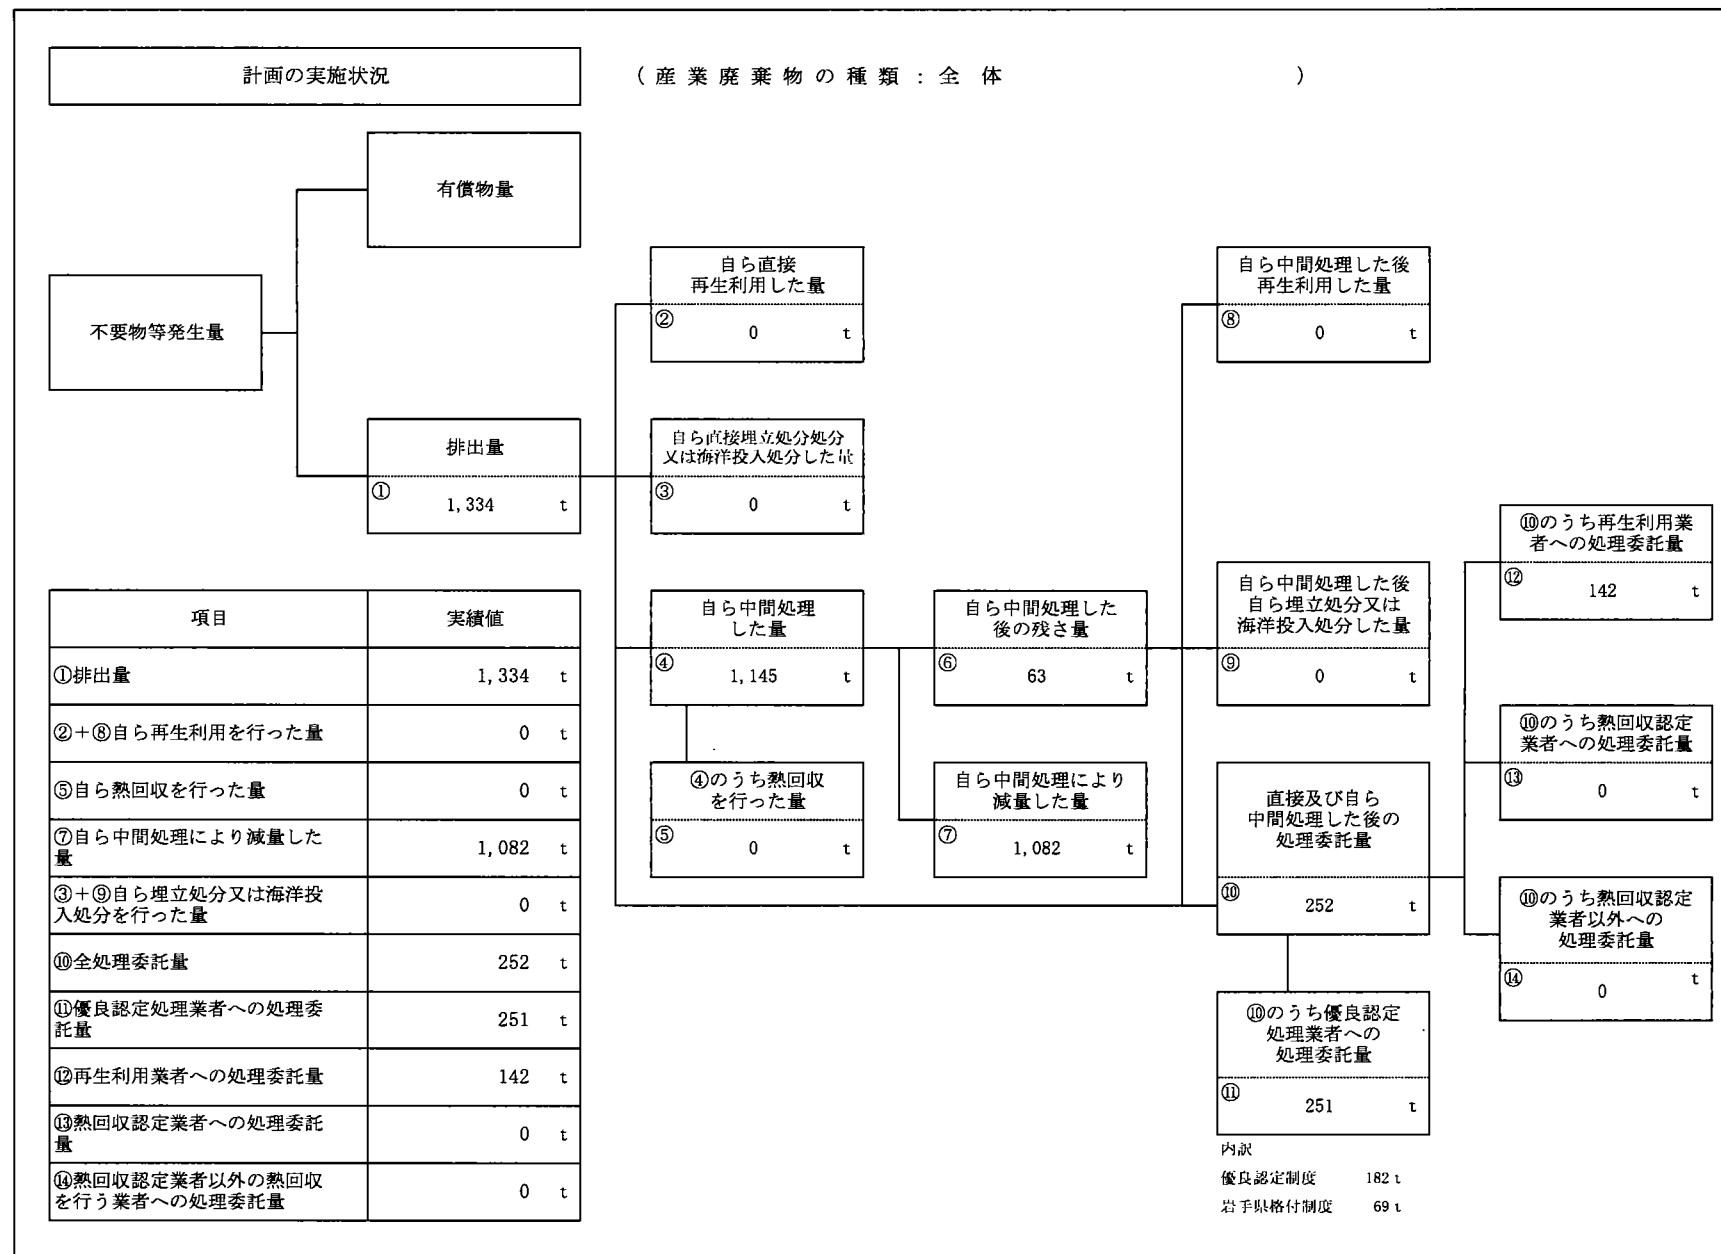 計画の実施状況
(産業廃棄物の種類:全体 )
有償物量
不要物等発生量
排出量
① 1,334 t
自ら直接
再生利用した量
② 0 t
自ら直接埋立処分処分
又は海洋投入処分した量
③ 0 t
自ら中間処理
した量
④ 1,145 t
④のうち熱回収
を行った量
⑤ 0 t
自ら中間処理した
後の残さ量
⑥ 63 t
自ら中間処理により
減量した量
⑦ 1,082 t
自ら中間処理した後
再生利用した量
⑧ 0 t
自ら中間処理した後
自ら埋立処分又は
海洋投入処分した量
⑨ 0 t
直接及び自ら
中間処理した後の
処理委託量
⑩ 252 t
⑩のうち優良認定
処理業者への
処理委託量
⑪ 251 t
内訳
優良認定制度 182 t
岩手県格付制度 69 t
⑩のうち再生利用業
者への処理委託量
⑫ 142 t
⑩のうち熱回収認定
業者への処理委託量
⑬ 0 t
⑩のうち熱回収認定
業者以外への
処理委託量
⑭ 0 t
項目 実績値
①排出量 1,334 t
②+⑧自ら再生利用を行った量 0 t
⑤自ら熱回収を行った量 0 t
⑦自ら中間処理により減量した
量 1,082 t
③+⑨自ら埋立処分又は海洋投
入処分を行った量 0 t
⑩全処理委託量 252 t
⑪優良認定処理業者への処理委
託量 251 t
⑫再生利用業者への処理委託量 142 t
⑬熱回収認定業者への処理委託
量 0 t
⑭熱回収認定業者以外の熱回収
を行う業者への処理委託量 0 t